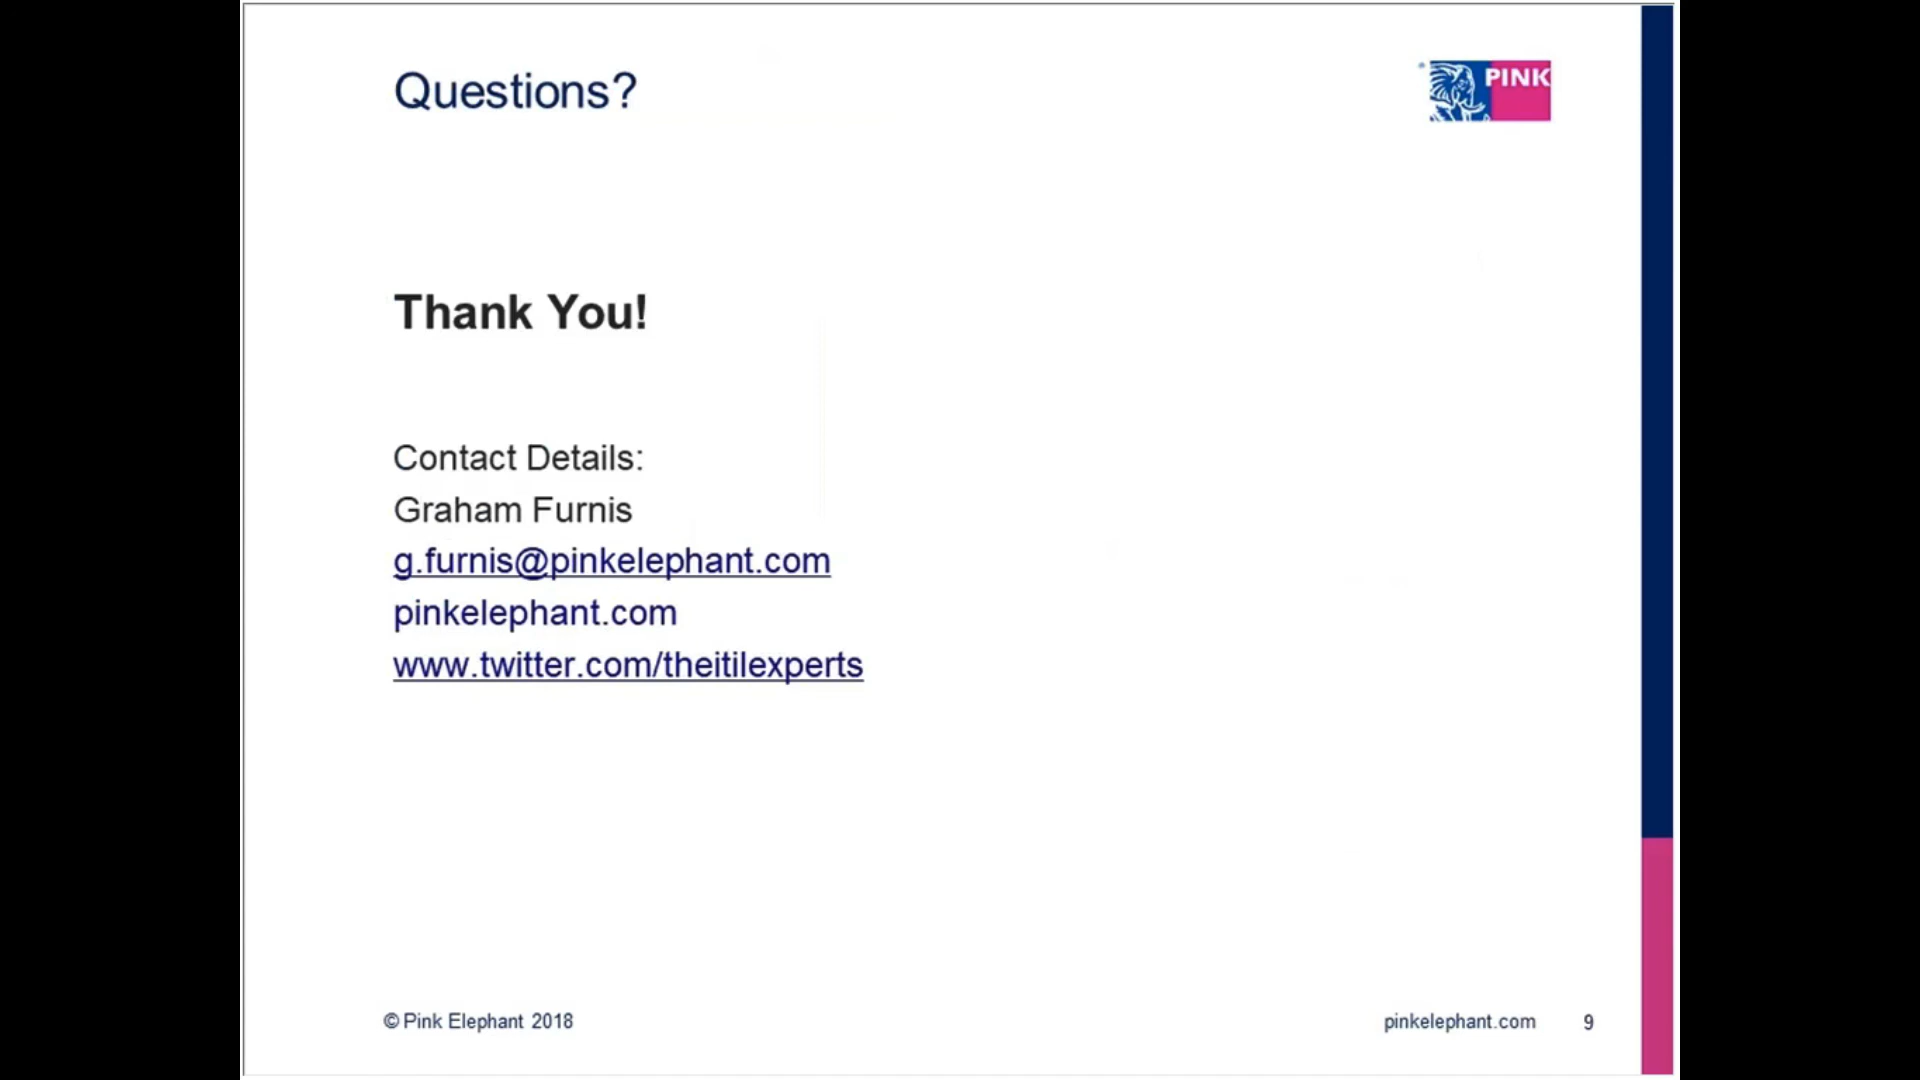 Questions?
® PINK
Thank You!
Contact Details:
Graham Furnis
g.furnis@pinkelephant.com
pinkelephant.com
www.twitter.com/theitilexperts
© Pink Elephant 2018
pinkelephant.com 9